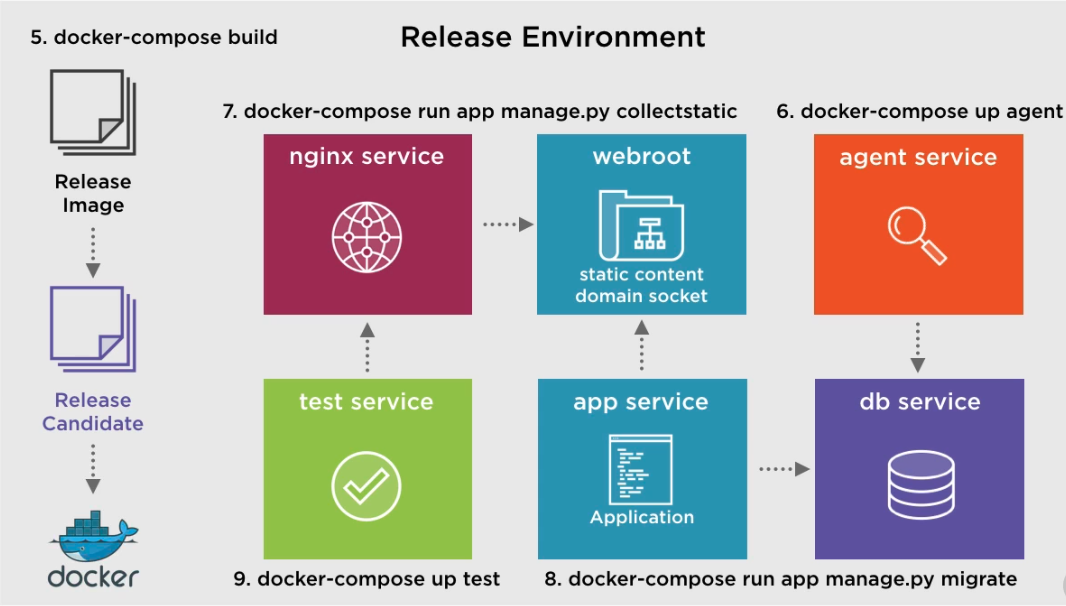 5. docker-compose build
Release Environment
7. docker-compose run app manage.py collectstatic
6. docker-compose up agent
nginx service
webroot
agent service
Release
Image
static content
domain socket
test service
app service
db service
Release
Candidate
Application
docker
9. docker-compose up test
8. docker-compose run app manage.py migrate